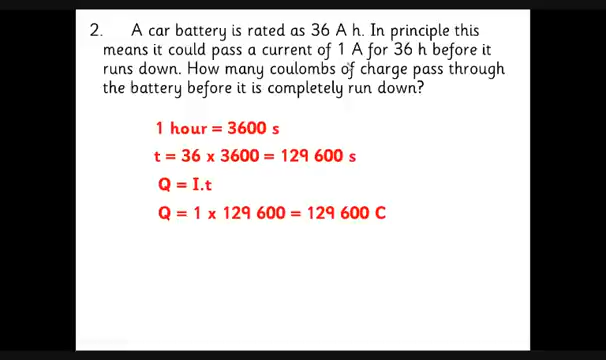 2. A car battery is rated as 36 A h. In principle this
means it could pass a current of 1 A for 36 h before it
runs down. How many coulombs of charge pass through
the battery before it is completely run down?
1 hour = 3600 s
t = 36 x 3600 = 129 600 s
Q = I.t
Q = 1 x 129 600 = 129 600 C